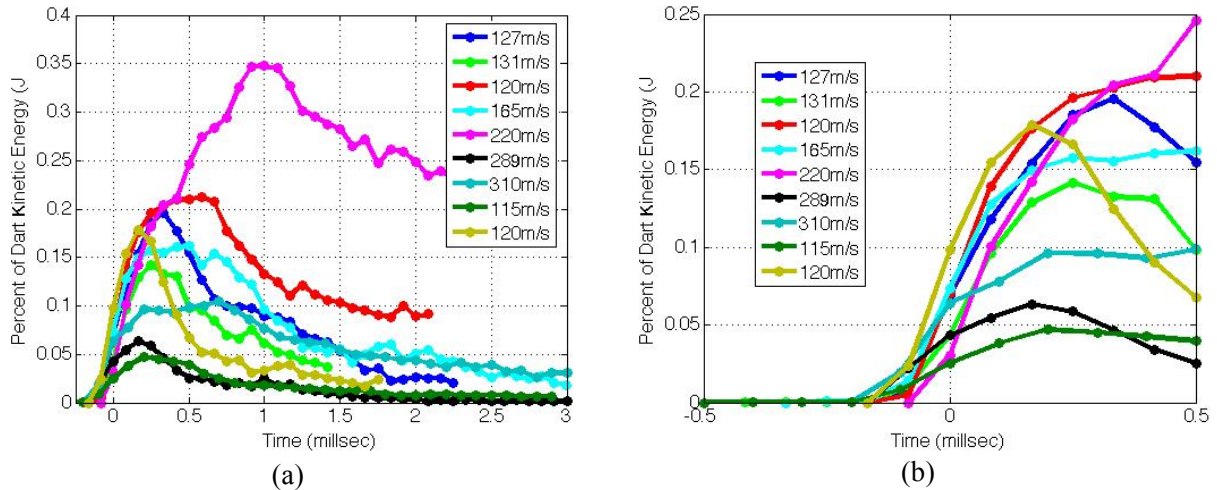 0.4
0.35
0.3
0.25
0.2
0.15
0.1
0.05
0
Percent of Dart Kinetic Energy (J
0
0.5
1
1.5
2
2.5
3
Time (millsec)
127m/s
131m/s
120m/s
165m/s
220m/s
289m/s
310m/s
115m/s
120m/s
(a)
0.25
0.2
0.15
0.1
0.05
0
Percent of Dart Kinetic Energy (J
-0.5
0
0.5
Time (millsec)
127m/s
131m/s
120m/s
165m/s
220m/s
289m/s
310m/s
115m/s
120m/s
(b)